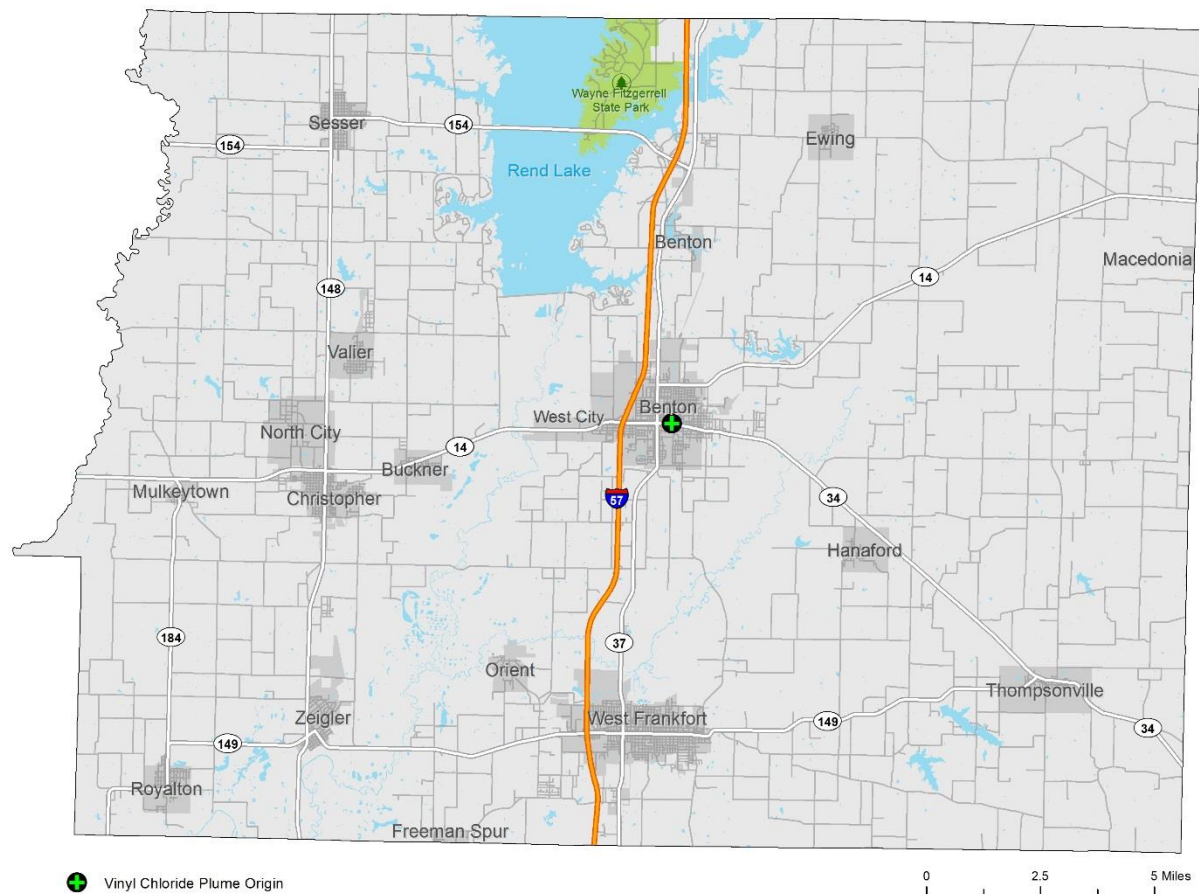 Wayne Fitzgerrell
State Park
Sesser
154
154
Ewing
Rend Lake
Benton
Macedonia
14
148
Valier
West City
Benton
North City
14
Buckner
Mulkeytown
Christopher
57
34
Hanaford
184
37
Orient
Thompsonville
Zeigler
West Frankfort
149
34
149
Royalton
Freeman Spur
Vinyl Chloride Plume Origin
0 2.5 5 Miles